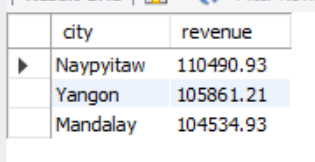 city revenue
Naypyitaw 110490.93
Yangon 105861.21
Mandalay 104534.93